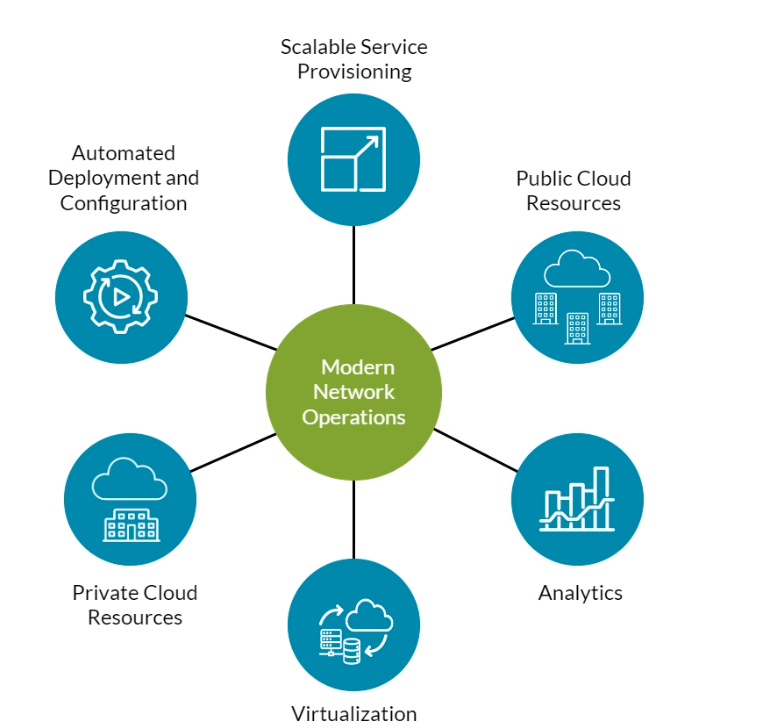 Scalable Service
Provisioning
Automated
Deployment and
Configuration
Public Cloud
Resources
Modern
Network
Operations
Private Cloud
Resources
Analytics
Virtualization